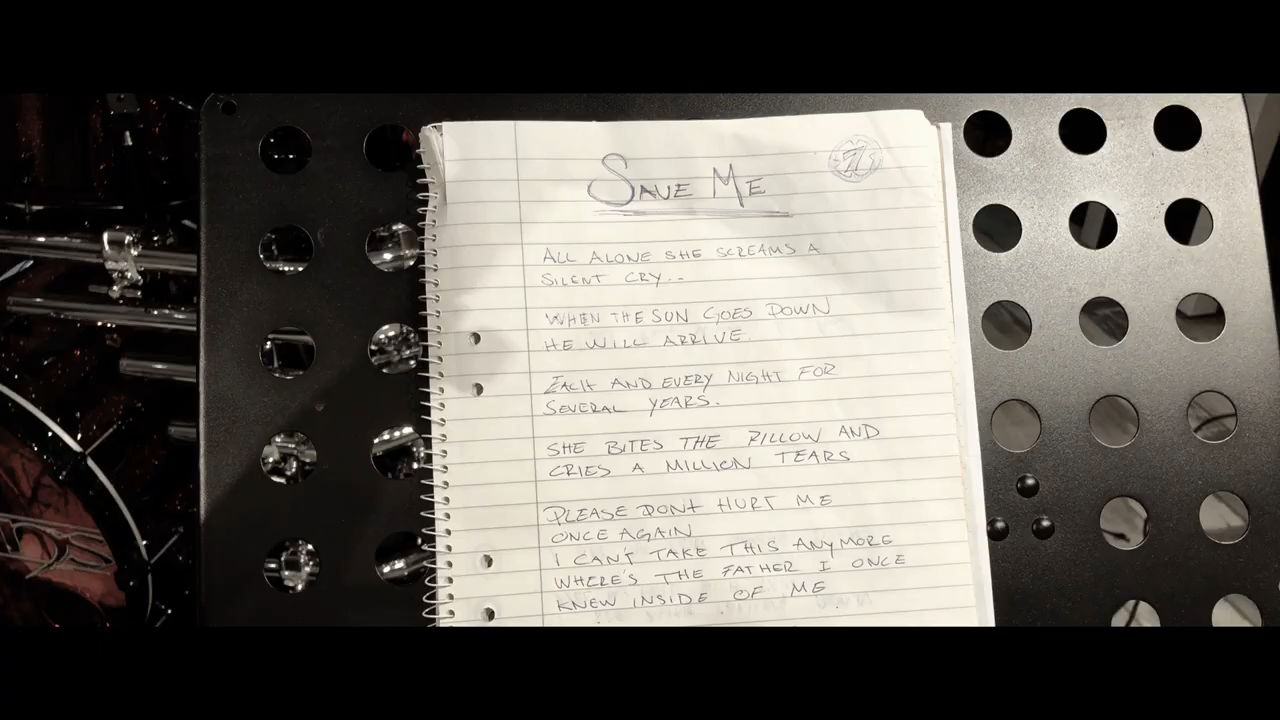 SAVE ME
7
ALL ALONE SHE SCREAMS A
SILENT CRY..
WHEN THE SUN GOES DOWN
HE WILL ARRIVE.
EACH AND EVERY NIGHT FOR
SEVERAL YEARS.
SHE BITES THE PILLOW AND
CRIES A MILLION TEARS
PLEASE DONT HURT ME
ONCE AGAIN
I CAN'T TAKE THIS ANYMORE
WHERE'S THE FATHER I ONCE
KNEW INSIDE OF ME